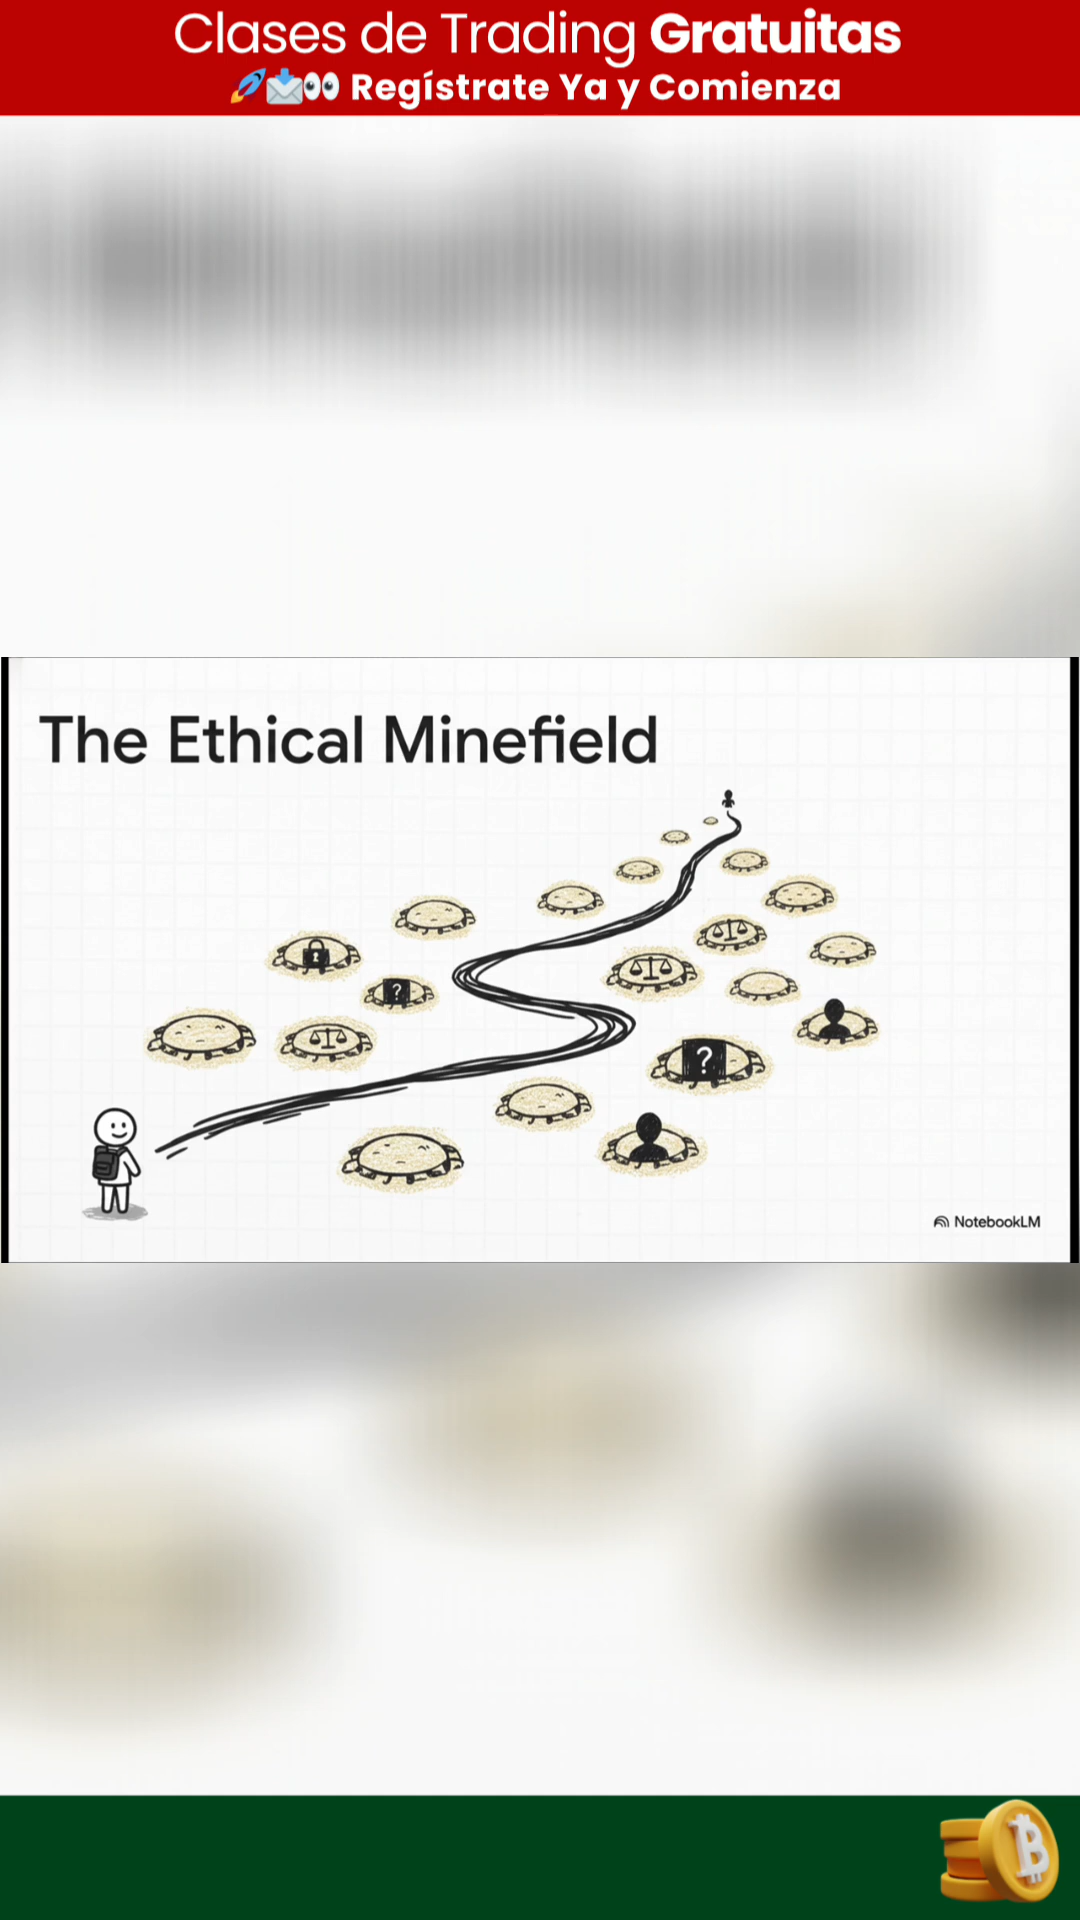 Clases de Trading Gratuitas
🚀📩👀 Regístrate Ya y Comienza
The Ethical Minefield
?
?
NotebookLM
₿